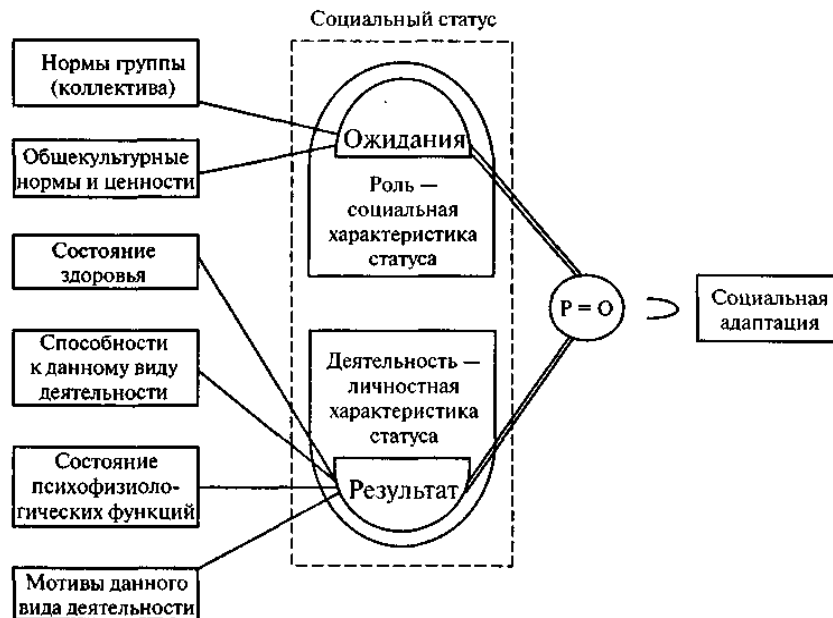 Социальный статус
Нормы группы
(коллектива)
Общекультурные
нормы и ценности
Состояние
здоровья
Способности
к данному виду
деятельности
Состояние
психофизиоло-
гических функций
Мотивы данного
вида деятельности
Ожидания
Роль —
социальная
характеристика
статуса
Деятельность —
личностная
характеристика
статуса
Результат
Р = О
Социальная
адаптация